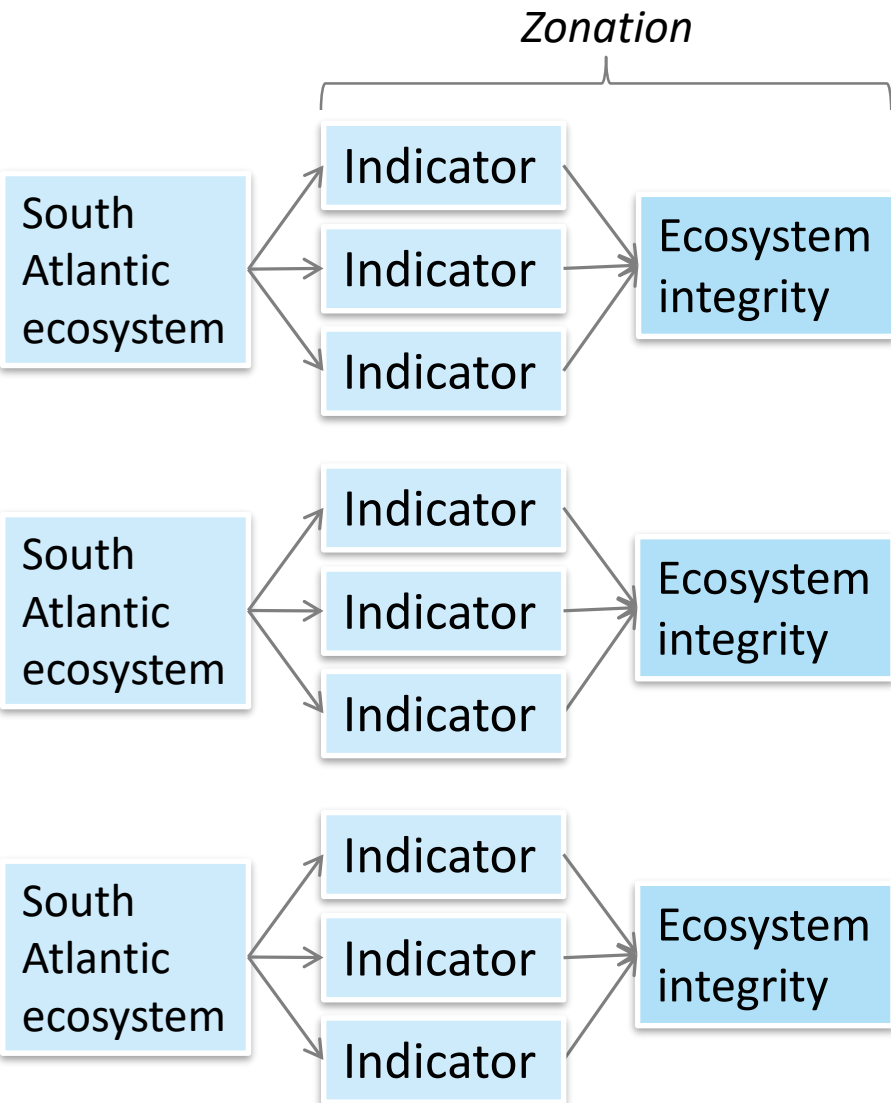 Zonation
South
Atlantic
ecosystem
Indicator
Indicator
Indicator
Ecosystem
integrity
South
Atlantic
ecosystem
Indicator
Indicator
Indicator
Ecosystem
integrity
South
Atlantic
ecosystem
Indicator
Indicator
Indicator
Ecosystem
integrity